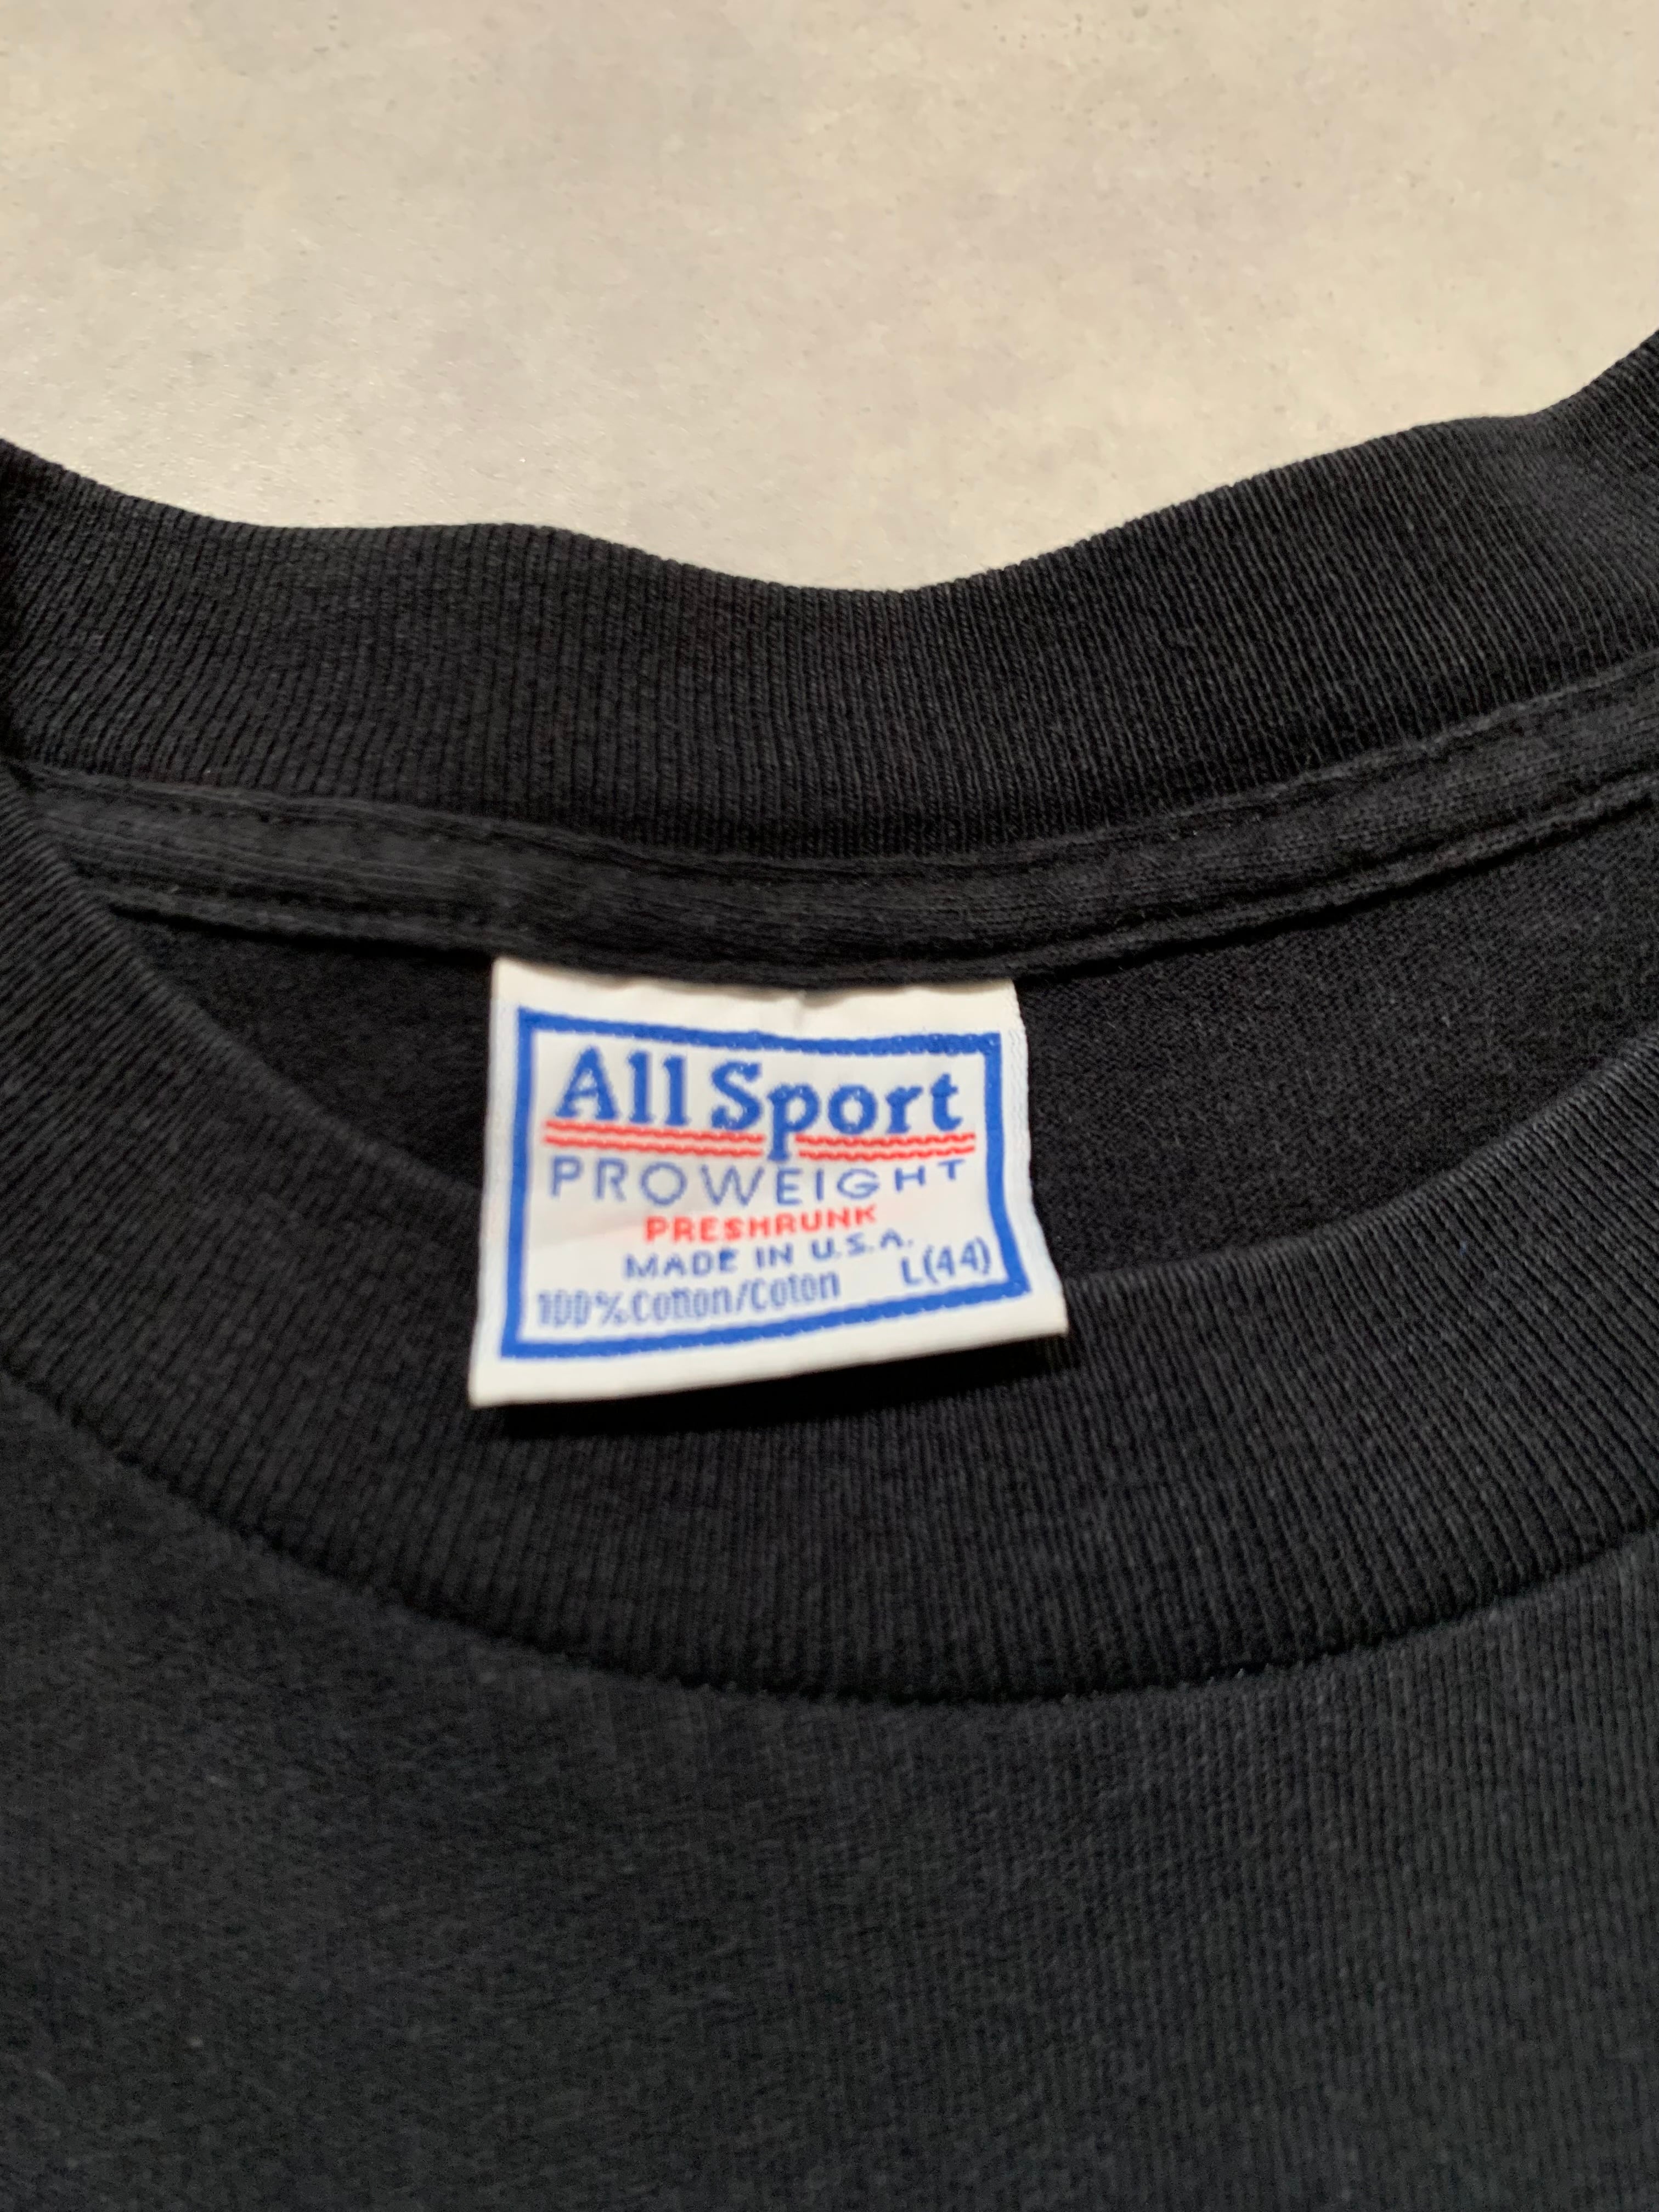 All Sport
PROWEIGHT
PRESHRUNK
MADE IN U.S.A.
100% Cotton/Coton L(44)